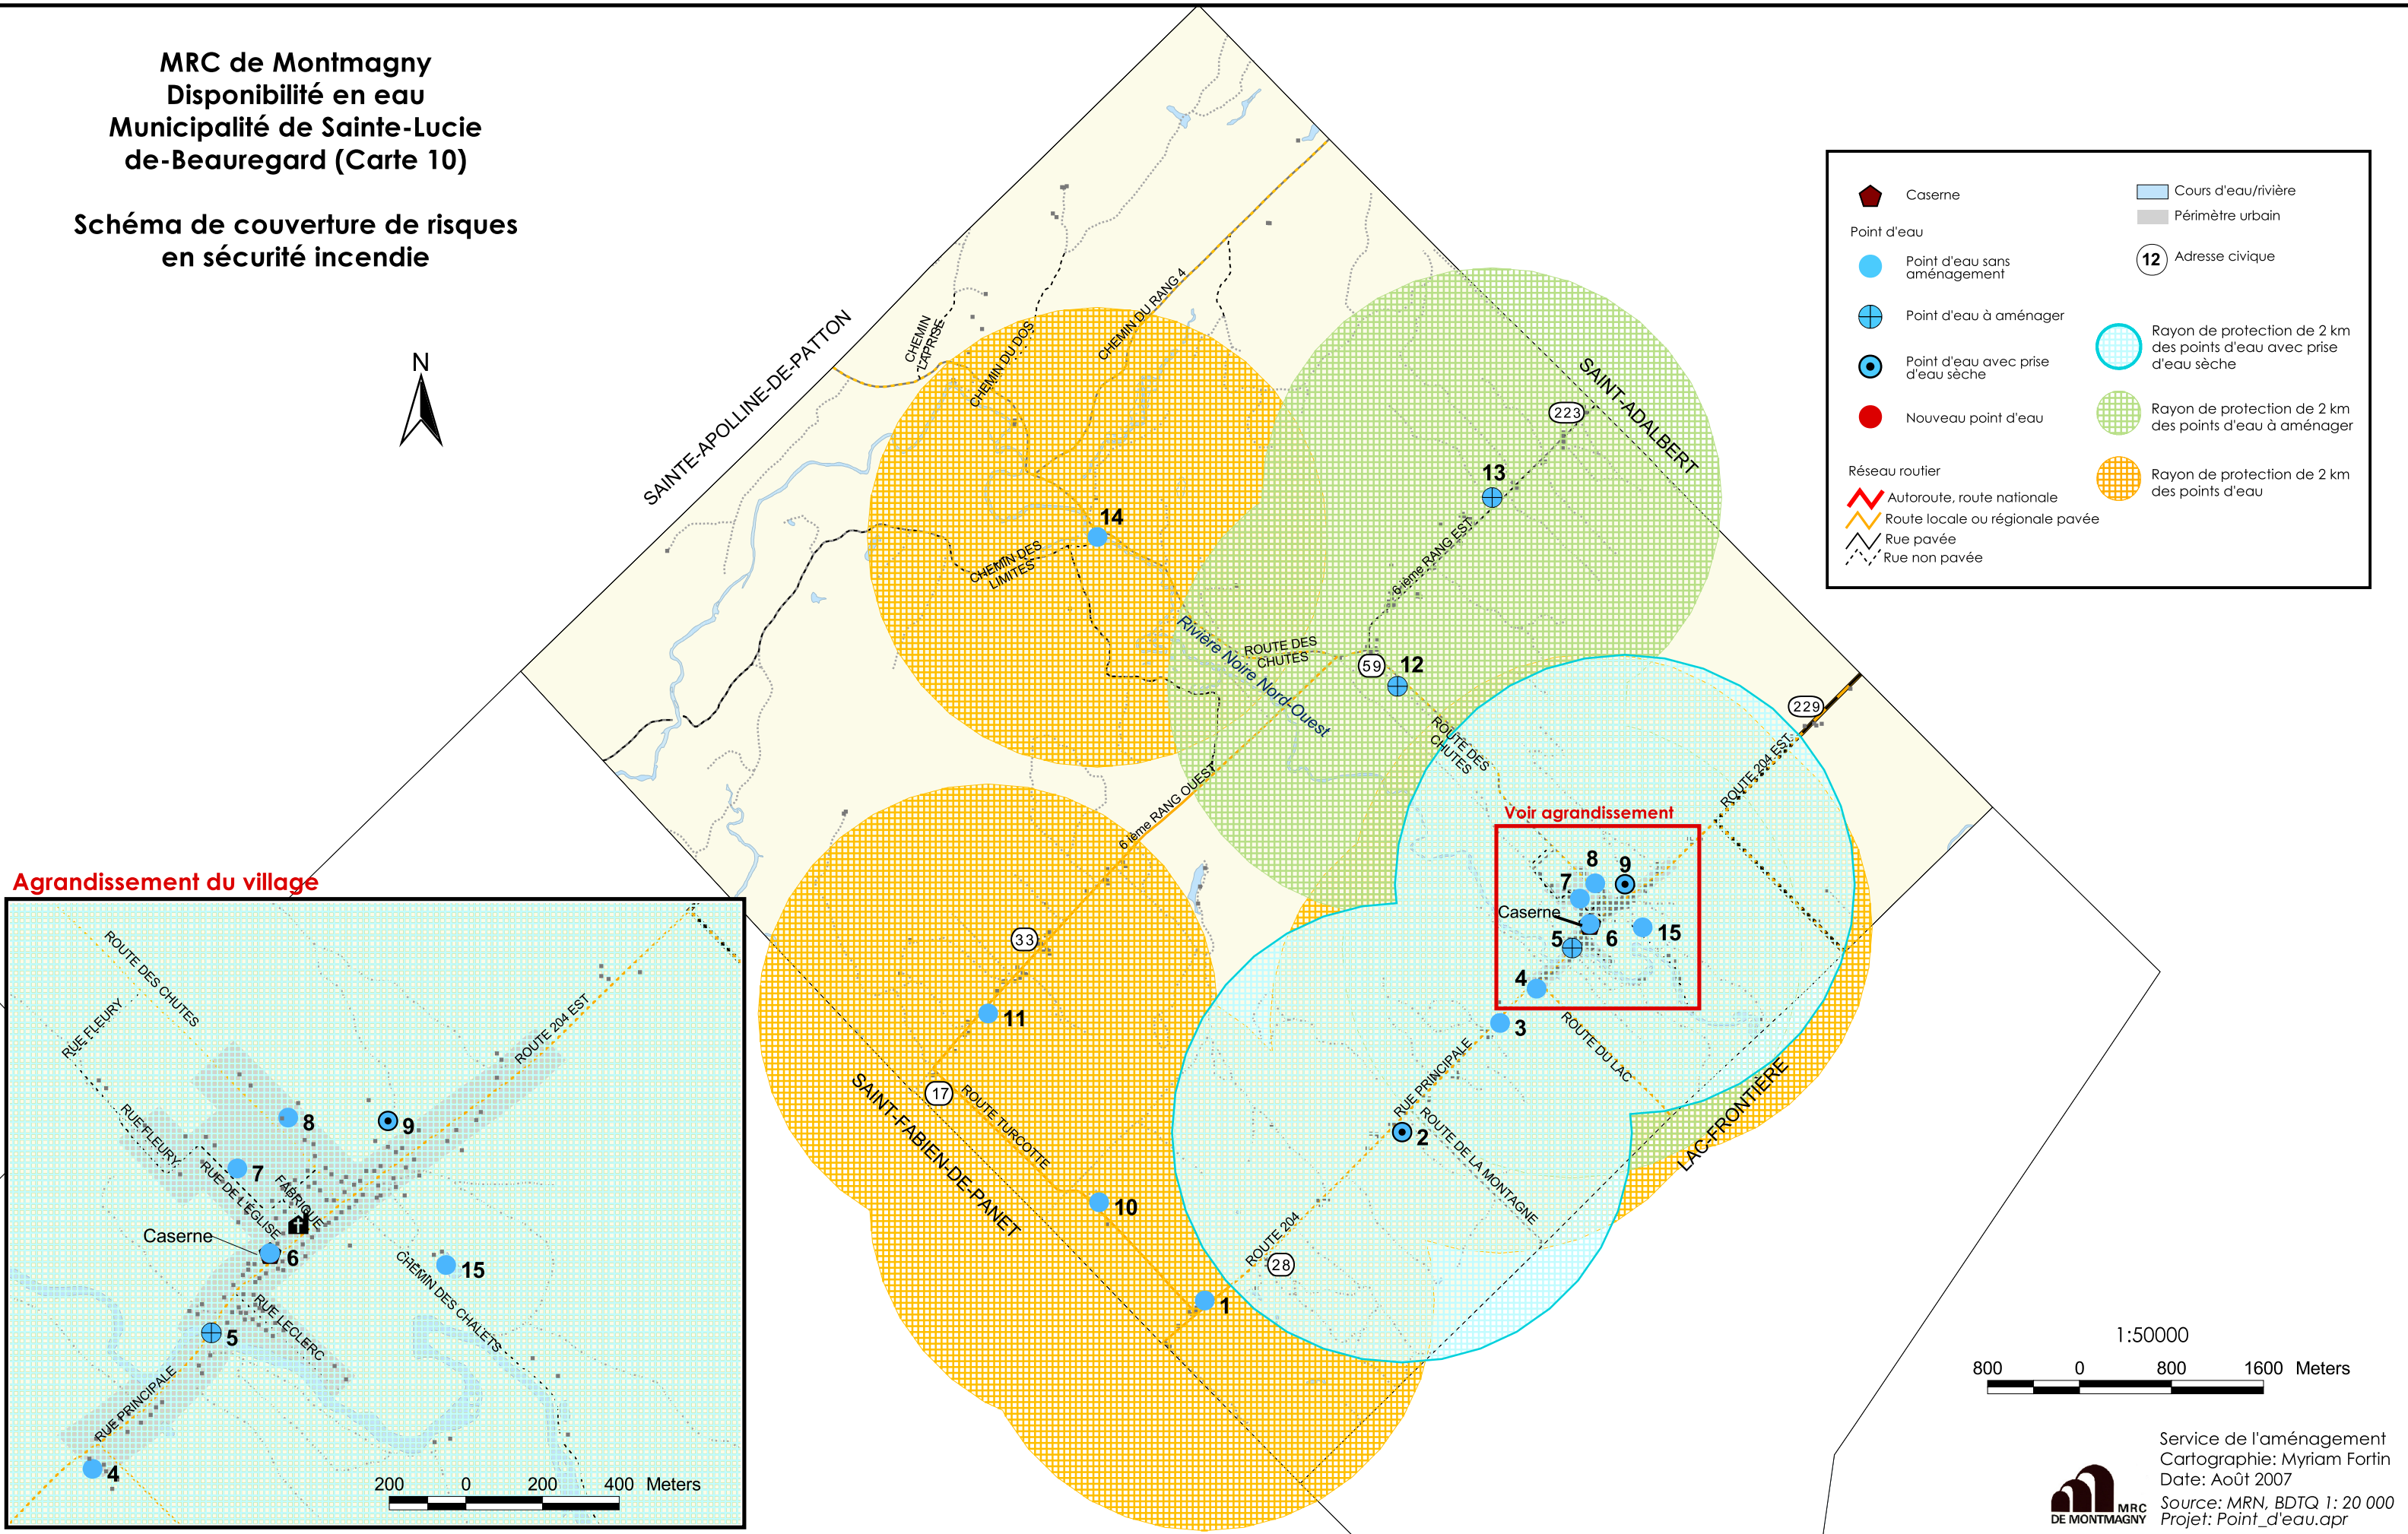 MRC de Montmagny
Disponibilité en eau
Municipalité de Sainte-Lucie
de-Beauregard (Carte 10)
Schéma de couverture de risques
en sécurité incendie
N
Caserne
Point d'eau
Point d'eau sans
aménagement
Point d'eau à aménager
Point d'eau avec prise
d'eau sèche
Nouveau point d'eau
Réseau routier
Autoroute, route nationale
Route locale ou régionale pavée
Rue pavée
Rue non pavée
Cours d'eau/rivière
Périmètre urbain
12
Adresse civique
Rayon de protection de 2 km
des points d'eau avec prise
d'eau sèche
Rayon de protection de 2 km
des points d'eau à aménager
Rayon de protection de 2 km
des points d'eau
SAINTE-APOLLINE-DE-PATTON
CHEMIN
LAPRISE
CHEMIN DU DOS
CHEMIN DU RANG 4
SAINT-ADALBERT
223
13
14
CHEMIN DES
LIMITES
6 ième RANG EST
Rivière Noire Nord-Ouest
ROUTE DES
CHUTES
59
12
ROUTE DES
CHUTES
229
ROUTE 204 EST
6 ième RANG OUEST
Voir agrandissement
8
9
7
Caserne
5
6
15
4
3
33
11
17
ROUTE TURCOTTE
SAINT-FABIEN-DE-PANET
10
RUE PRINCIPALE
ROUTE DU LAC
2
ROUTE DE LA MONTAGNE
LAC-FRONTIÈRE
ROUTE 204
28
1
Agrandissement du village
ROUTE DES CHUTES
RUE FLEURY
ROUTE 204 EST
RUE FLEURY
8
9
7
RUE DE L'ÉGLISE
FABRIQUE
Caserne
6
15
CHEMIN DES CHALETS
RUE LECLERC
5
RUE PRINCIPALE
4
200 0 200 400 Meters
1:50000
800 0 800 1600 Meters
MRC
DE MONTMAGNY
Service de l'aménagement
Cartographie: Myriam Fortin
Date: Août 2007
Source: MRN, BDTQ 1: 20 000
Projet: Point_d'eau.apr